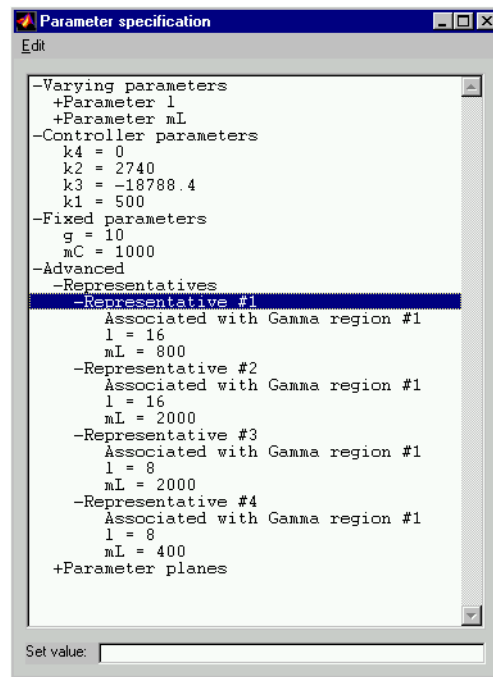 Parameter specification
Edit
-Varying parameters
+Parameter l
+Parameter mL
-Controller parameters
k4 = 0
k2 = 2740
k3 = -18788.4
k1 = 500
-Fixed parameters
g = 10
mC = 1000
-Advanced
-Representatives
-Representative #1
Associated with Gamma region #1
l = 16
mL = 800
-Representative #2
Associated with Gamma region #1
l = 16
mL = 2000
-Representative #3
Associated with Gamma region #1
l = 8
mL = 2000
-Representative #4
Associated with Gamma region #1
l = 8
mL = 400
+Parameter planes
Set value: